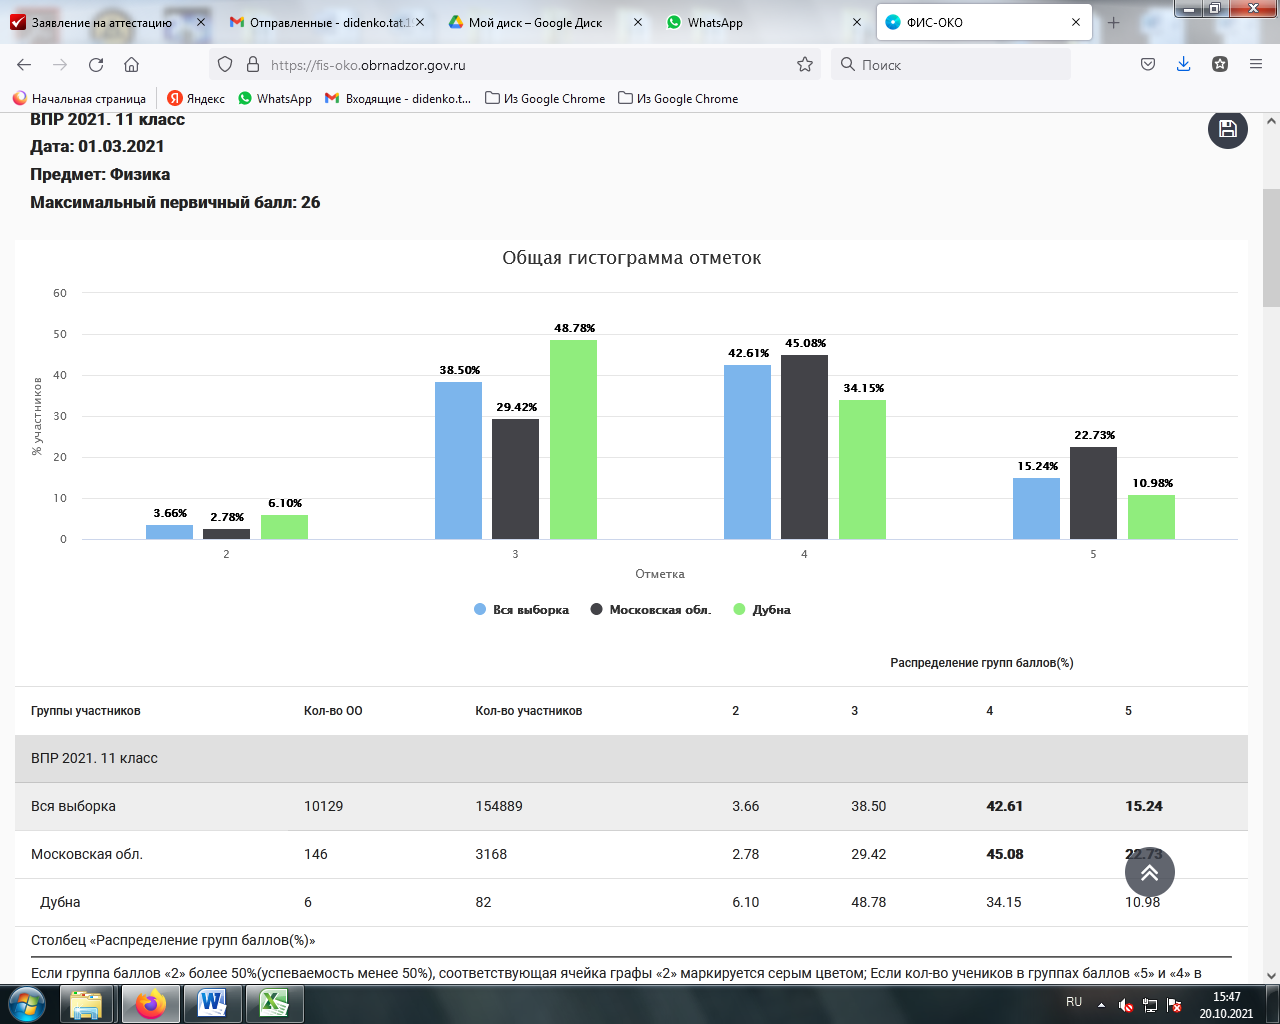 Заявление на аттестацию
Отправленные - didenko.tat.1
Мой диск – Google Диск
WhatsApp
ФИС-ОКО
https://fis-oko.obrnadzor.gov.ru
Поиск
Начальная страница
Яндекс
WhatsApp
Входящие - didenko.t...
Из Google Chrome
Из Google Chrome
ВПР 2021. 11 класс
Дата: 01.03.2021
Предмет: Физика
Максимальный первичный балл: 26
Общая гистограмма отметок
60
50
40
30
20
10
0
% участников
3.66%
2.78%
6.10%
38.50%
29.42%
48.78%
42.61%
45.08%
34.15%
15.24%
22.73%
10.98%
2 3 4 5
Отметка
Вся выборка Московская обл. Дубна
Распределение групп баллов(%)
Группы участников Кол-во ОО Кол-во участников 2 3 4 5
ВПР 2021. 11 класс
Вся выборка 10129 154889 3.66 38.50 42.61 15.24
Московская обл. 146 3168 2.78 29.42 45.08 22.73
Дубна 6 82 6.10 48.78 34.15 10.98
Столбец «Распределение групп баллов(%)»
Если группа баллов «2» более 50%(успеваемость менее 50%), соответствующая ячейка графы «2» маркируется серым цветом; Если кол-во учеников в группах баллов «5» и «4» в
RU
15:47
20.10.2021